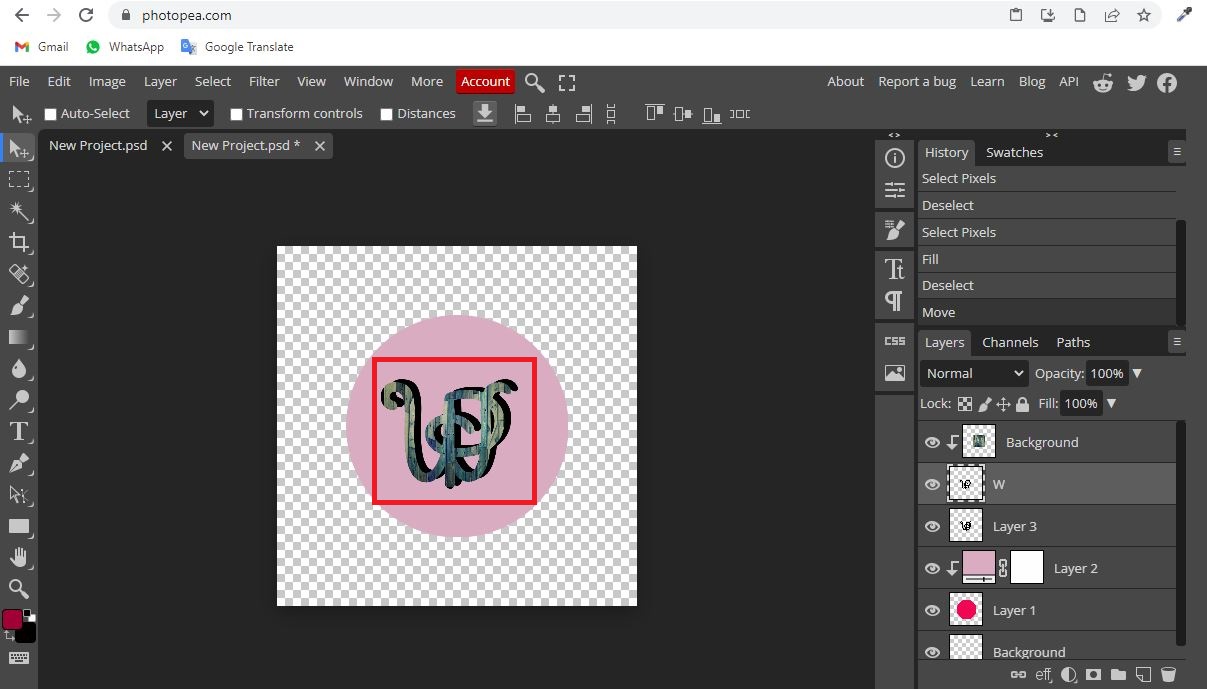 photopea.com
Gmail WhatsApp Google Translate
File Edit Image Layer Select Filter View Window More Account About Report a bug Learn Blog API
Auto-Select Layer Transform controls Distances
New Project.psd New Project.psd *
History Swatches
Select Pixels
Deselect
Select Pixels
Fill
Deselect
Move
CSS
Layers Channels Paths
Normal Opacity: 100%
Lock: Fill: 100%
Background
W
Layer 3
Layer 2
Layer 1
Background
eff